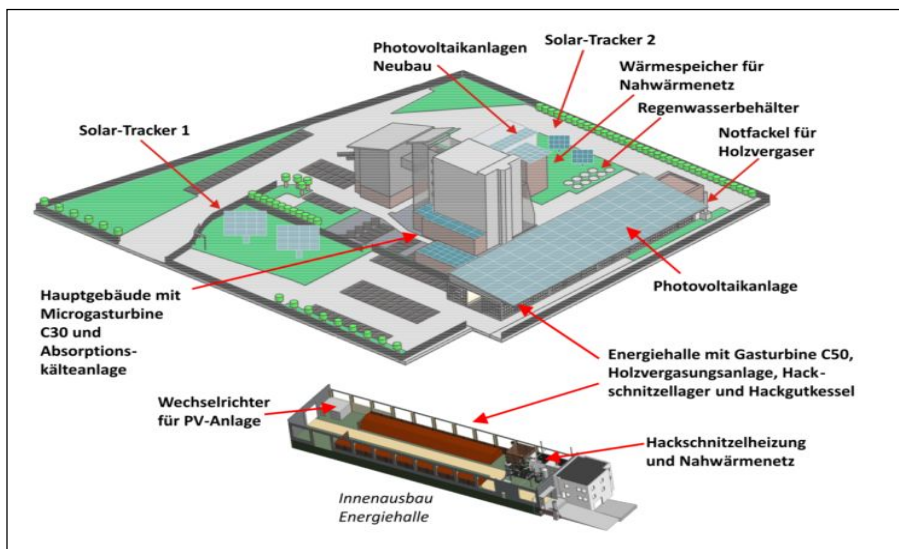 Photovoltaikanlagen
Neubau
Solar-Tracker 2
Wärmespeicher für
Nahwärmenetz
Regenwasserbehälter
Notfackel für
Holzvergaser
Solar-Tracker 1
Photovoltaikanlage
Hauptgebäude mit
Microgasturbine
C30 und
Absorptions-
kälteanlage
Energiehalle mit Gasturbine C50,
Holzvergasungsanlage, Hack-
schnitzellager und Hackgutkessel
Wechselrichter
für PV-Anlage
Hackschnitzelheizung
und Nahwärmenetz
Innenausbau
Energiehalle